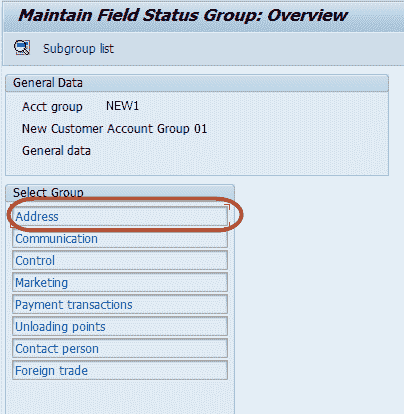 Maintain Field Status Group: Overview
Subgroup list
General Data
Acct group NEW1
New Customer Account Group 01
General data
Select Group
Address
Communication
Control
Marketing
Payment transactions
Unloading points
Contact person
Foreign trade